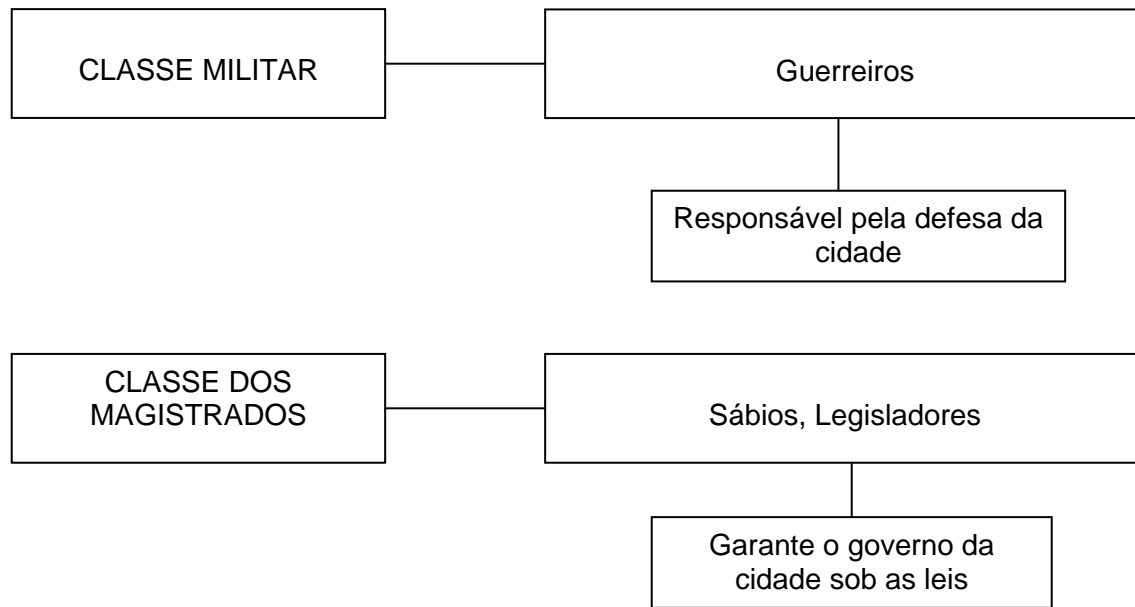 CLASSE MILITAR
Guerreiros
Responsável pela defesa da
cidade
CLASSE DOS
MAGISTRADOS
Sábios, Legisladores
Garante o governo da
cidade sob as leis